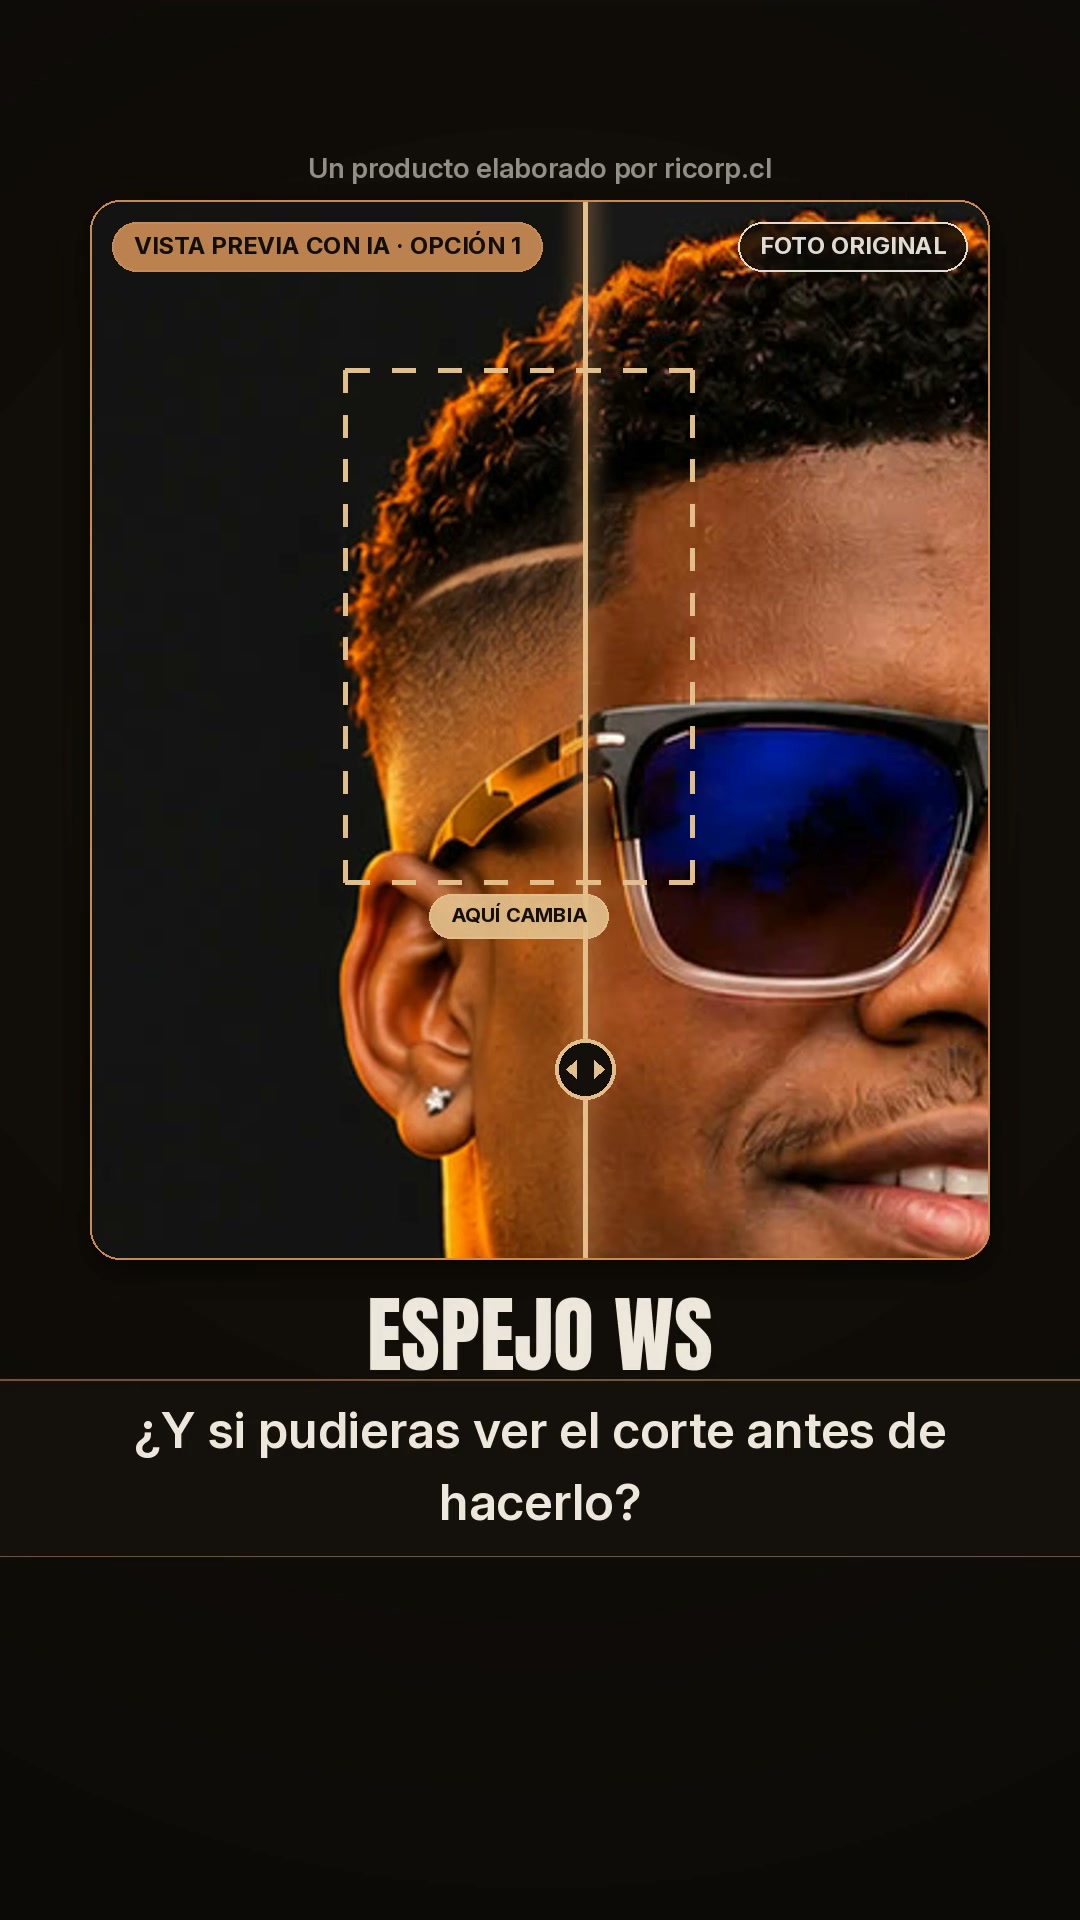 Un producto elaborado por ricorp.cl
VISTA PREVIA CON IA · OPCIÓN 1
FOTO ORIGINAL
AQUÍ CAMBIA
ESPEJO WS
¿Y si pudieras ver el corte antes de
hacerlo?